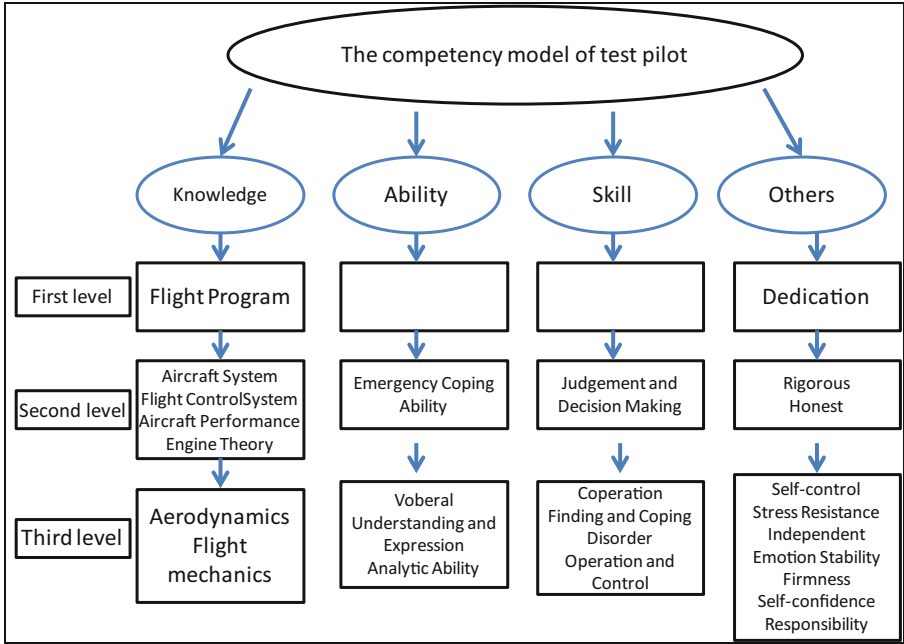 The competency model of test pilot
Knowledge
Ability
Skill
Others
First level
Flight Program
Dedication
Second level
Aircraft System
Flight ControlSystem
Aircraft Performance
Engine Theory
Emergency Coping
Ability
Judgement and
Decision Making
Rigorous
Honest
Third level
Aerodynamics
Flight
mechanics
Voberal
Understanding and
Expression
Analytic Ability
Coperation
Finding and Coping
Disorder
Operation and
Control
Self-control
Stress Resistance
Independent
Emotion Stability
Firmness
Self-confidence
Responsibility